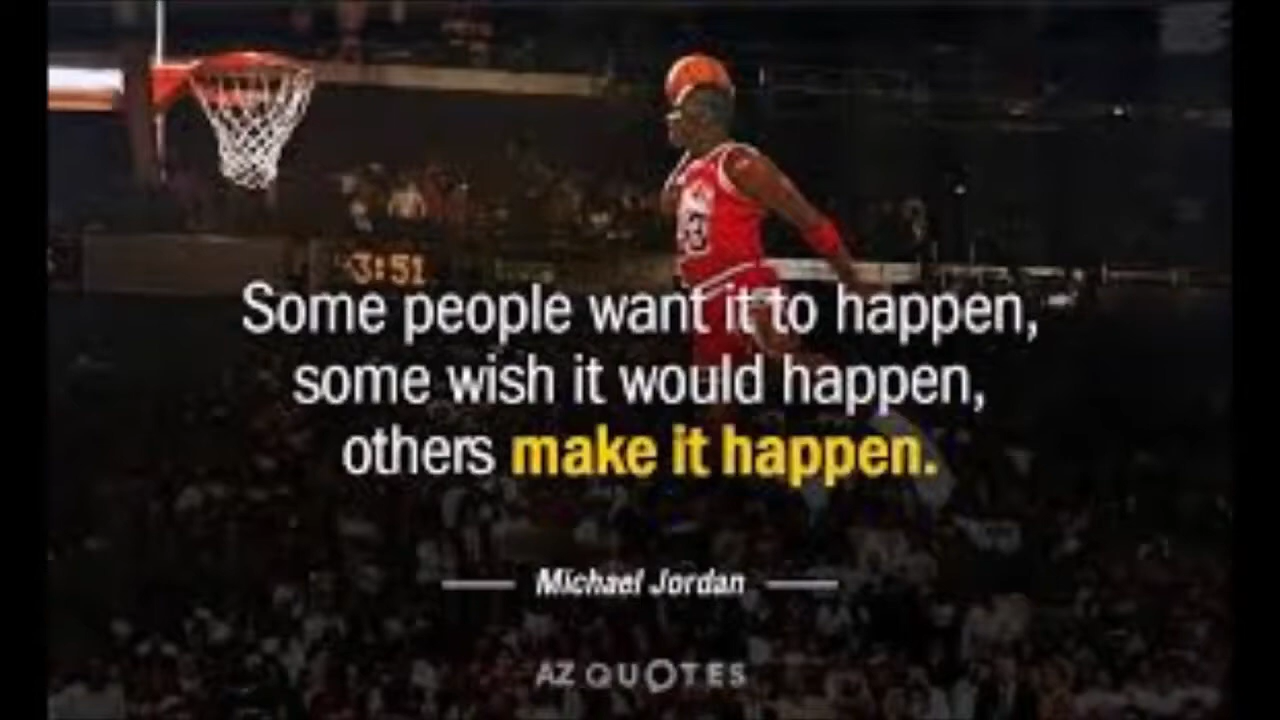 3:51
Some people want it to happen,
some wish it would happen,
others make it happen.
Michael Jordan
AZ QUOTES